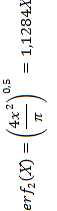 erf₂(X) = (4x²/π)^0,5 = 1,1284X